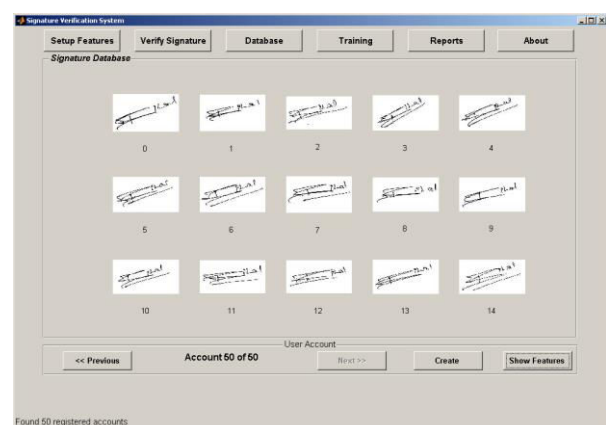 Signature Verification System
Setup Features Verify Signature Database Training Reports About
Signature Database
0 1 2 3 4
5 6 7 8 9
10 11 12 13 14
User Account
<< Previous Account 50 of 50 Next >> Create Show Features
Found 50 registered accounts